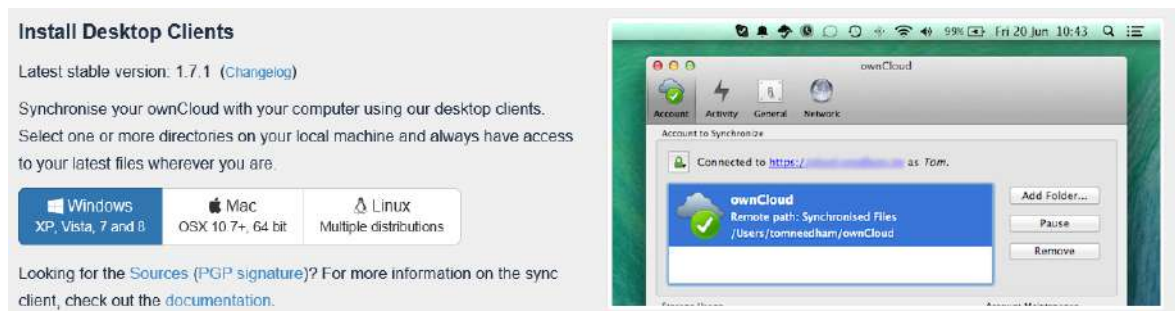 Install Desktop Clients
Latest stable version: 1.7.1 (Changelog)
Synchronise your ownCloud with your computer using our desktop clients.
Select one or more directories on your local machine and always have access
to your latest files wherever you are.
Windows
XP, Vista, 7 and 8
Mac
OSX 10.7+, 64 bit
Linux
Multiple distributions
Looking for the Sources (PGP signature)? For more information on the sync
client, check out the documentation.
99% Fri 20 Jun 10:43
ownCloud
Account Activity General Network
Account to Synchronize
Connected to https:/ as Tom.
ownCloud
Remote path: Synchronised Files
/Users/tomneedham/ownCloud
Add Folder...
Pause
Remove